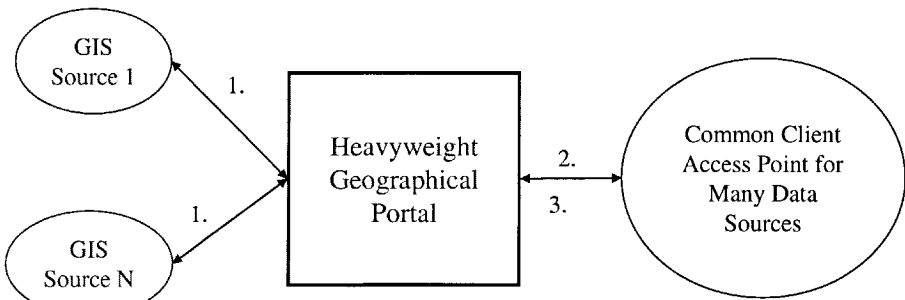 GIS
Source 1
1.
Heavyweight
Geographical
Portal
2.
3.
Common Client
Access Point for
Many Data
Sources
1.
GIS
Source N